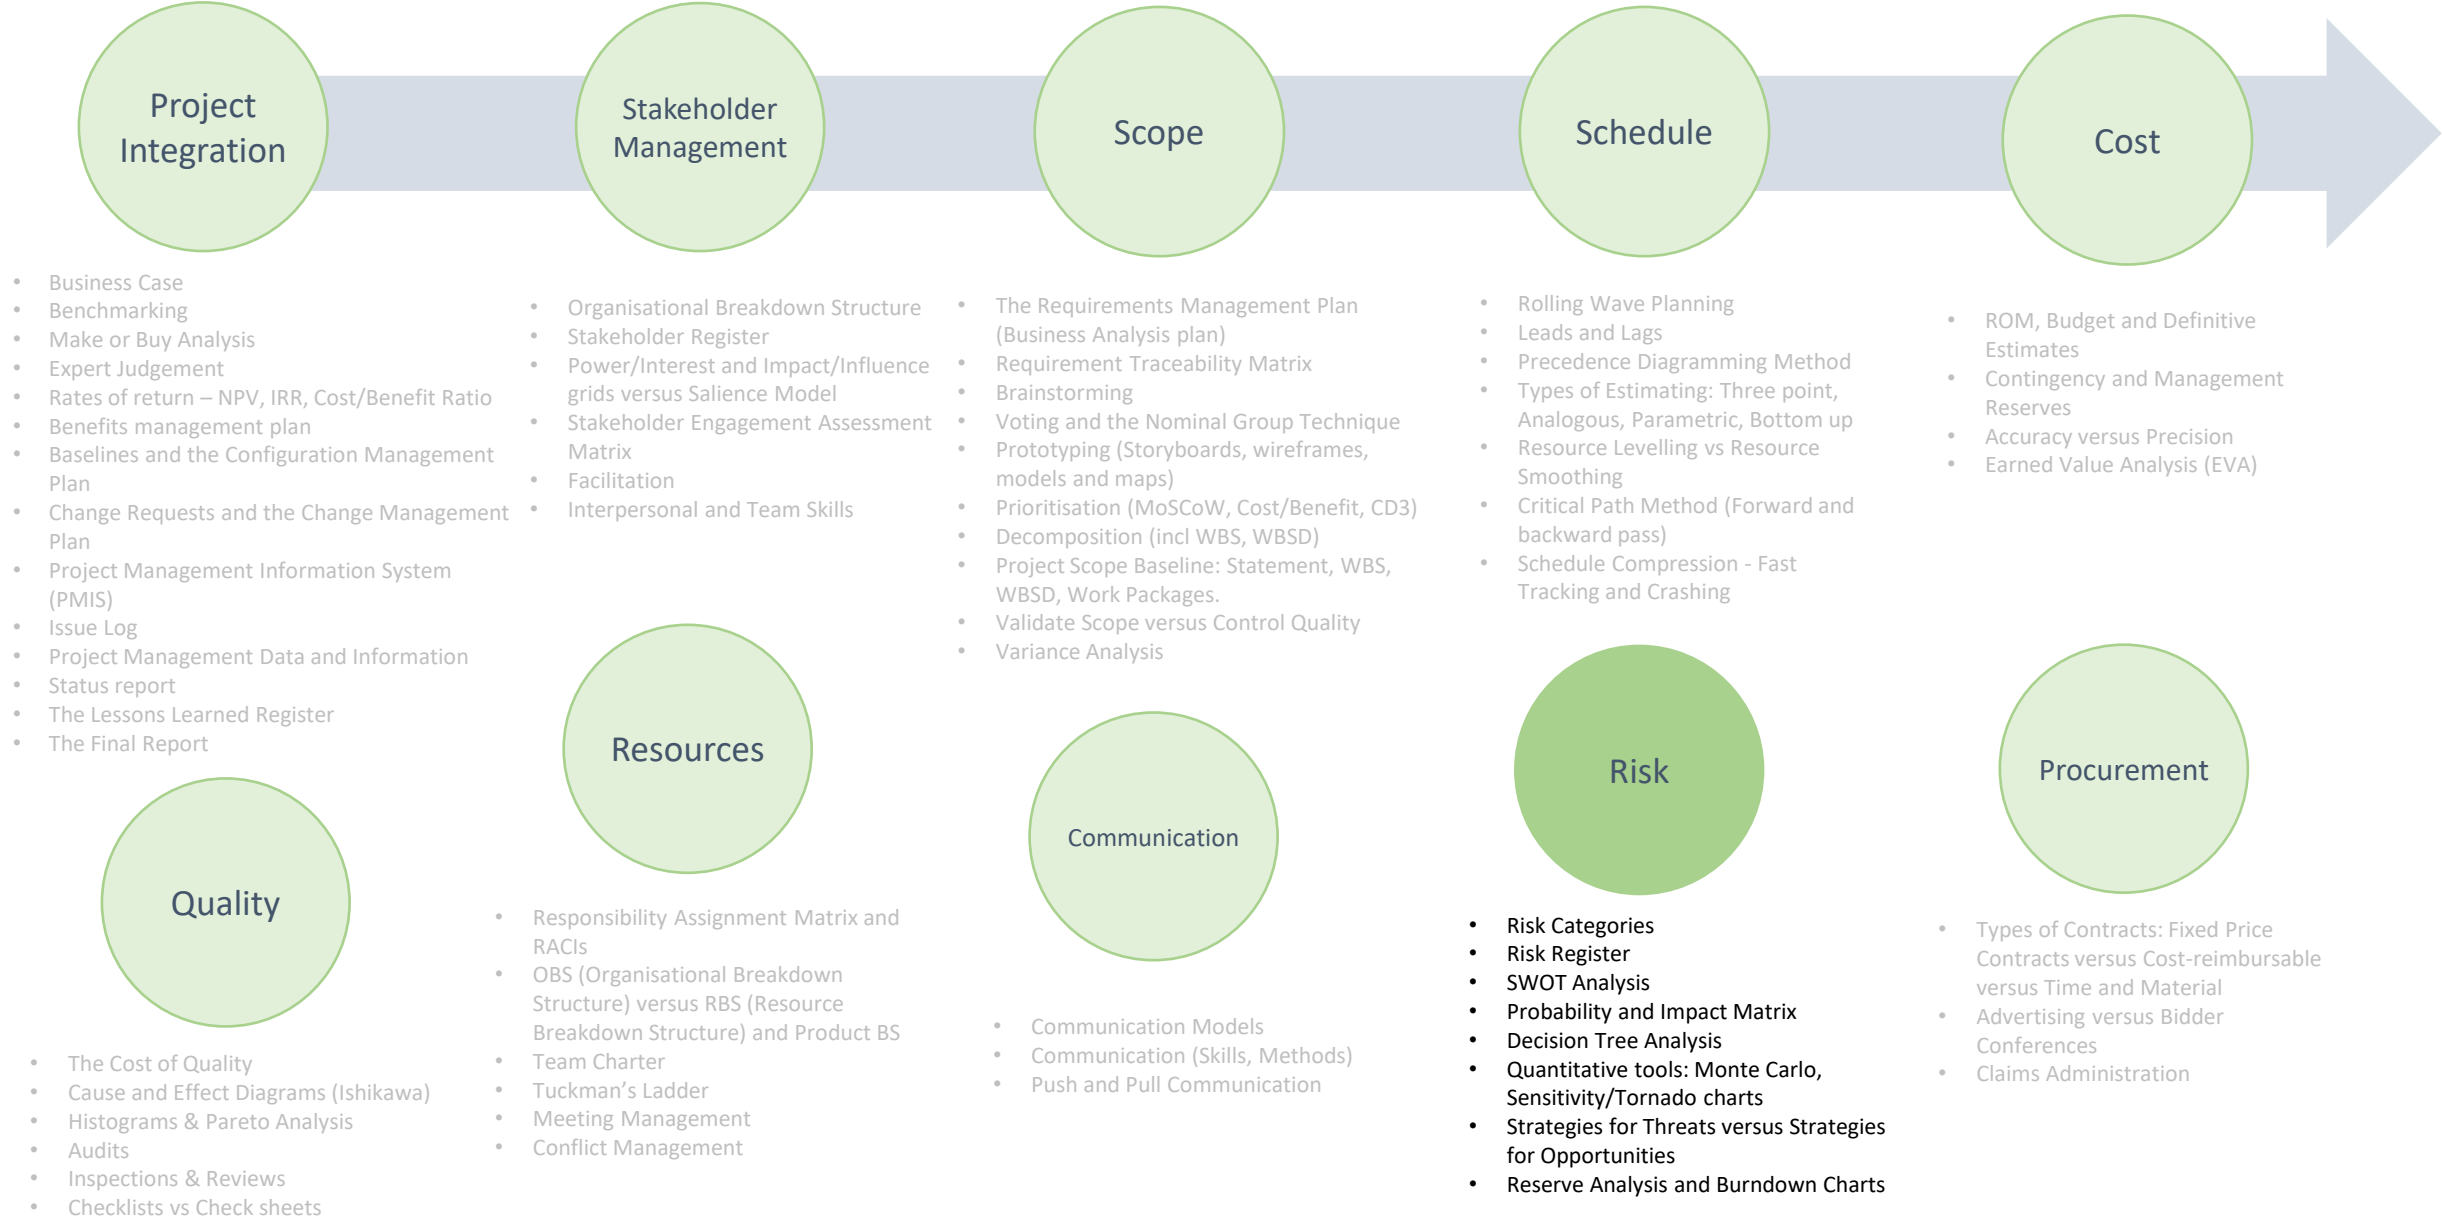 Project
Integration
• Business Case
• Benchmarking
• Make or Buy Analysis
• Expert Judgement
• Rates of return – NPV, IRR, Cost/Benefit Ratio
• Benefits management plan
• Baselines and the Configuration Management
Plan
• Change Requests and the Change Management
Plan
• Project Management Information System
(PMIS)
• Issue Log
• Project Management Data and Information
• Status report
• The Lessons Learned Register
• The Final Report
Stakeholder
Management
• Organisational Breakdown Structure
• Stakeholder Register
• Power/Interest and Impact/Influence
grids versus Salience Model
• Stakeholder Engagement Assessment
Matrix
• Facilitation
• Interpersonal and Team Skills
Scope
• The Requirements Management Plan
(Business Analysis plan)
• Requirement Traceability Matrix
• Brainstorming
• Voting and the Nominal Group Technique
• Prototyping (Storyboards, wireframes,
models and maps)
• Prioritisation (MoSCoW, Cost/Benefit, CD3)
• Decomposition (incl WBS, WBSD)
• Project Scope Baseline: Statement, WBS,
WBSD, Work Packages.
• Validate Scope versus Control Quality
• Variance Analysis
Schedule
• Rolling Wave Planning
• Leads and Lags
• Precedence Diagramming Method
• Types of Estimating: Three point,
Analogous, Parametric, Bottom up
• Resource Levelling vs Resource
Smoothing
• Critical Path Method (Forward and
backward pass)
• Schedule Compression - Fast
Tracking and Crashing
Cost
• ROM, Budget and Definitive
Estimates
• Contingency and Management
Reserves
• Accuracy versus Precision
• Earned Value Analysis (EVA)
Quality
• The Cost of Quality
• Cause and Effect Diagrams (Ishikawa)
• Histograms & Pareto Analysis
• Audits
• Inspections & Reviews
• Checklists vs Check sheets
Resources
• Responsibility Assignment Matrix and
RACIs
• OBS (Organisational Breakdown
Structure) versus RBS (Resource
Breakdown Structure) and Product BS
• Team Charter
• Tuckman’s Ladder
• Meeting Management
• Conflict Management
Communication
• Communication Models
• Communication (Skills, Methods)
• Push and Pull Communication
Risk
• Risk Categories
• Risk Register
• SWOT Analysis
• Probability and Impact Matrix
• Decision Tree Analysis
• Quantitative tools: Monte Carlo,
Sensitivity/Tornado charts
• Strategies for Threats versus Strategies
for Opportunities
• Reserve Analysis and Burndown Charts
Procurement
• Types of Contracts: Fixed Price
Contracts versus Cost-reimbursable
versus Time and Material
• Advertising versus Bidder
Conferences
• Claims Administration